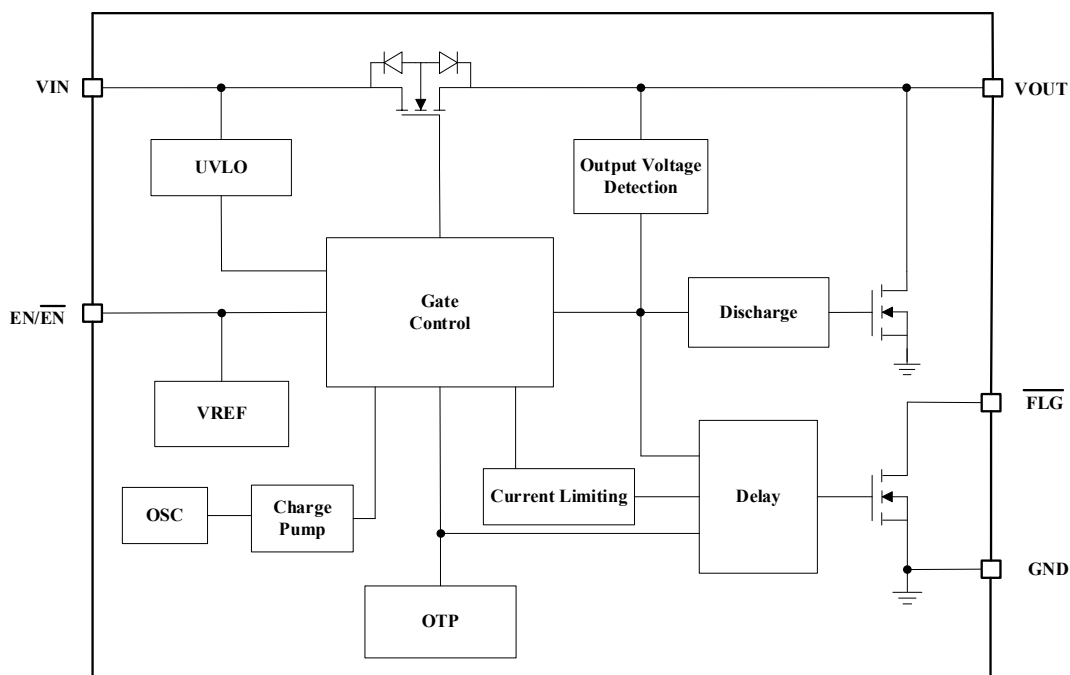 VIN
VOUT
UVLO
Output Voltage
Detection
EN/EN
Gate
Control
Discharge
VREF
FLG
OSC
Charge
Pump
Current Limiting
Delay
OTP
GND